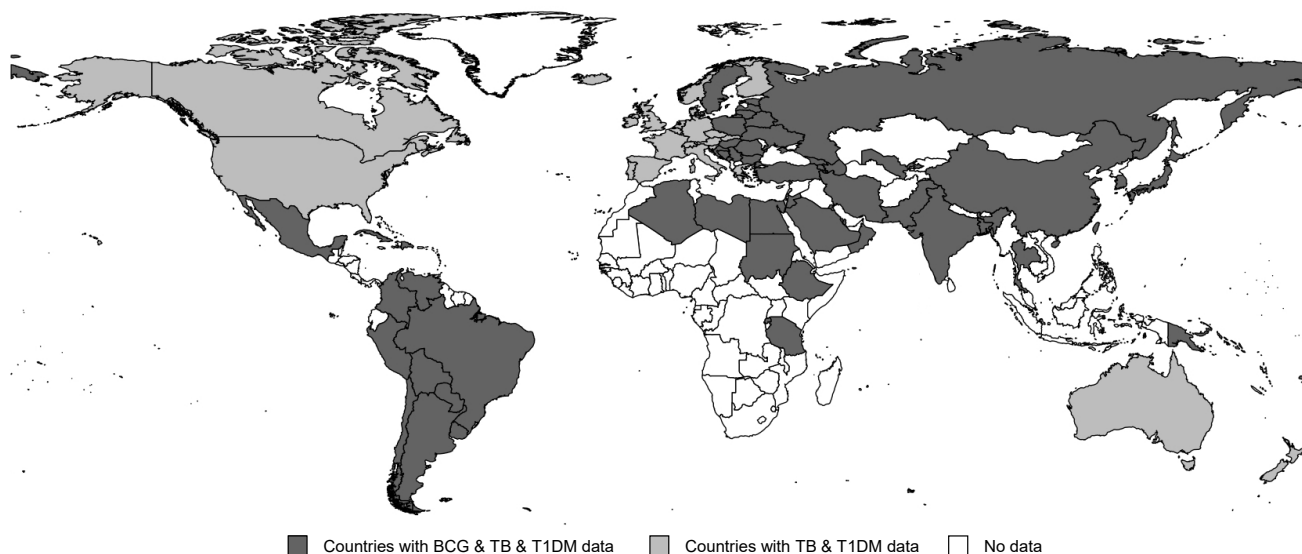 Countries with BCG & TB & T1DM data Countries with TB & T1DM data No data